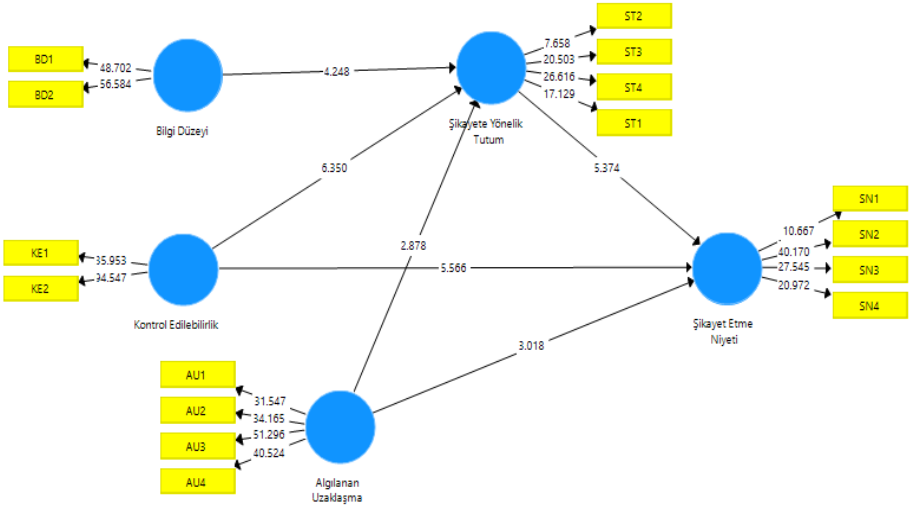 ST2
7.658
ST3
BD1
20.503
48.702
26.616
ST4
4.248
56.584
BD2
17.129
ST1
Bilgi Düzeyi
Şikayete Yönelik
Tutum
6.350
5.374
SN1
10.667
SN2
2.878
40.170
KE1
35.953
5.566
27.545
SN3
34.547
KE2
20.972
SN4
Kontrol Edilebilirlik
Şikayet Etme
Niyeti
3.018
AU1
31.547
AU2
34.165
51.296
AU3
40.524
AU4
Algılanan
Uzaklaşma